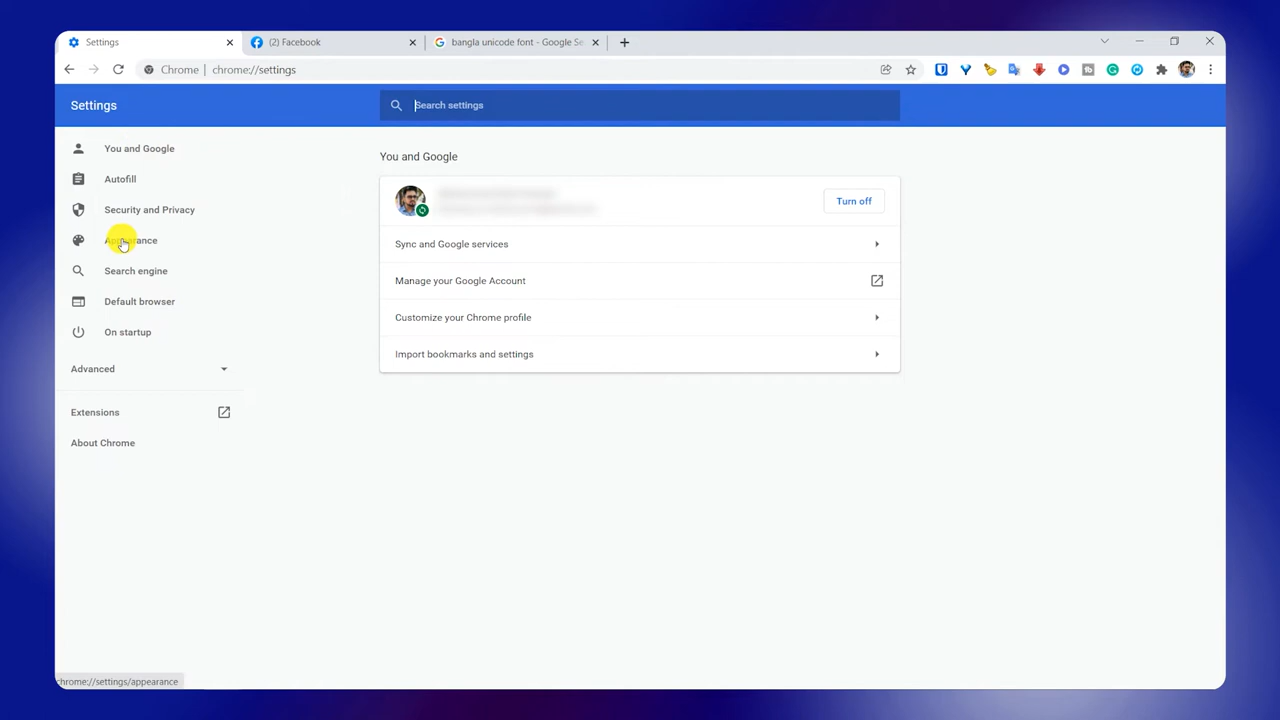 Settings
(2) Facebook
bangla unicode font - Google Se
Chrome
chrome://settings
Settings
Search settings
You and Google
Autofill
Security and Privacy
Appearance
Search engine
Default browser
On startup
Advanced
Extensions
About Chrome
You and Google
Turn off
Sync and Google services
Manage your Google Account
Customize your Chrome profile
Import bookmarks and settings
chrome://settings/appearance